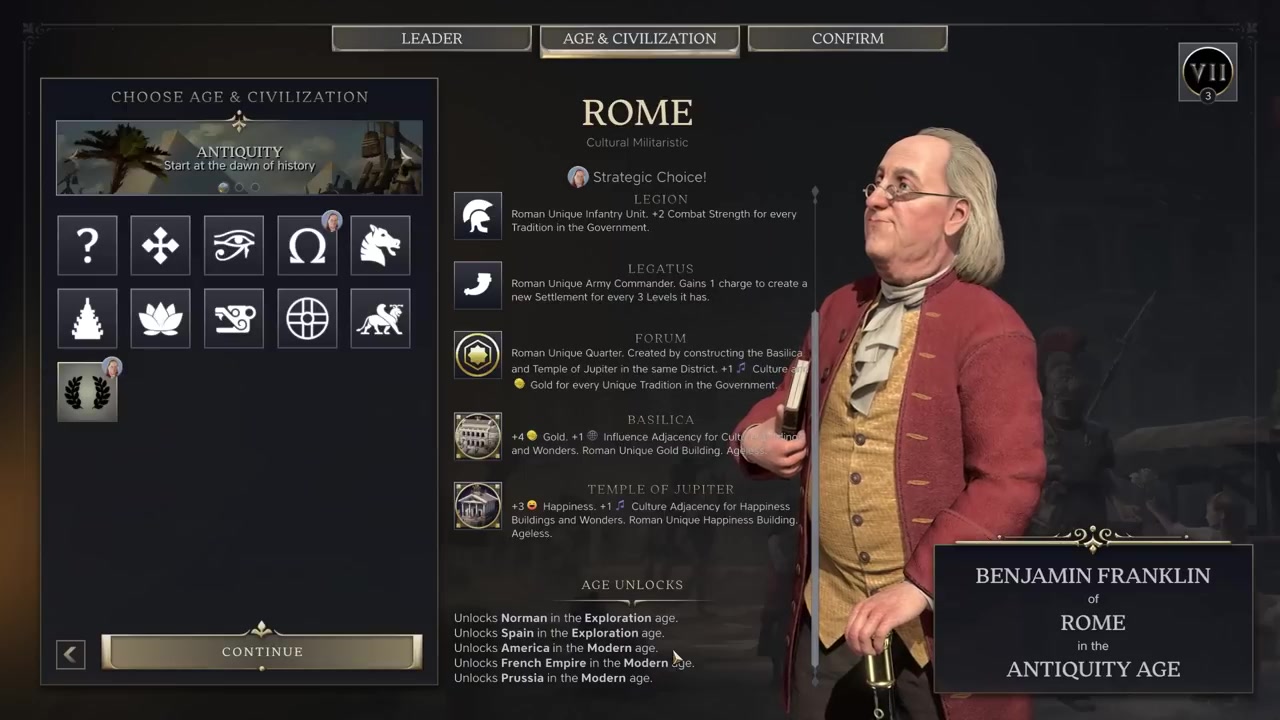 LEADER
AGE & CIVILIZATION
CONFIRM
VII
3
CHOOSE AGE & CIVILIZATION
ANTIQUITY
Start at the dawn of history
?
Ω
CONTINUE
ROME
Cultural Militaristic
Strategic Choice!
LEGION
Roman Unique Infantry Unit. +2 Combat Strength for every
Tradition in the Government.
LEGATUS
Roman Unique Army Commander. Gains 1 charge to create a
new Settlement for every 3 Levels it has.
FORUM
Roman Unique Quarter. Created by constructing the Basilica
and Temple of Jupiter in the same District. +1 Culture and
Gold for every Unique Tradition in the Government.
BASILICA
+4 Gold. +1 Influence Adjacency for Culture Buildings
and Wonders. Roman Unique Gold Building. Ageless.
TEMPLE OF JUPITER
+3 Happiness. +1 Culture Adjacency for Happiness
Buildings and Wonders. Roman Unique Happiness Building.
Ageless.
AGE UNLOCKS
Unlocks Norman in the Exploration age.
Unlocks Spain in the Exploration age.
Unlocks America in the Modern age.
Unlocks French Empire in the Modern age.
Unlocks Prussia in the Modern age.
BENJAMIN FRANKLIN
of
ROME
in the
ANTIQUITY AGE